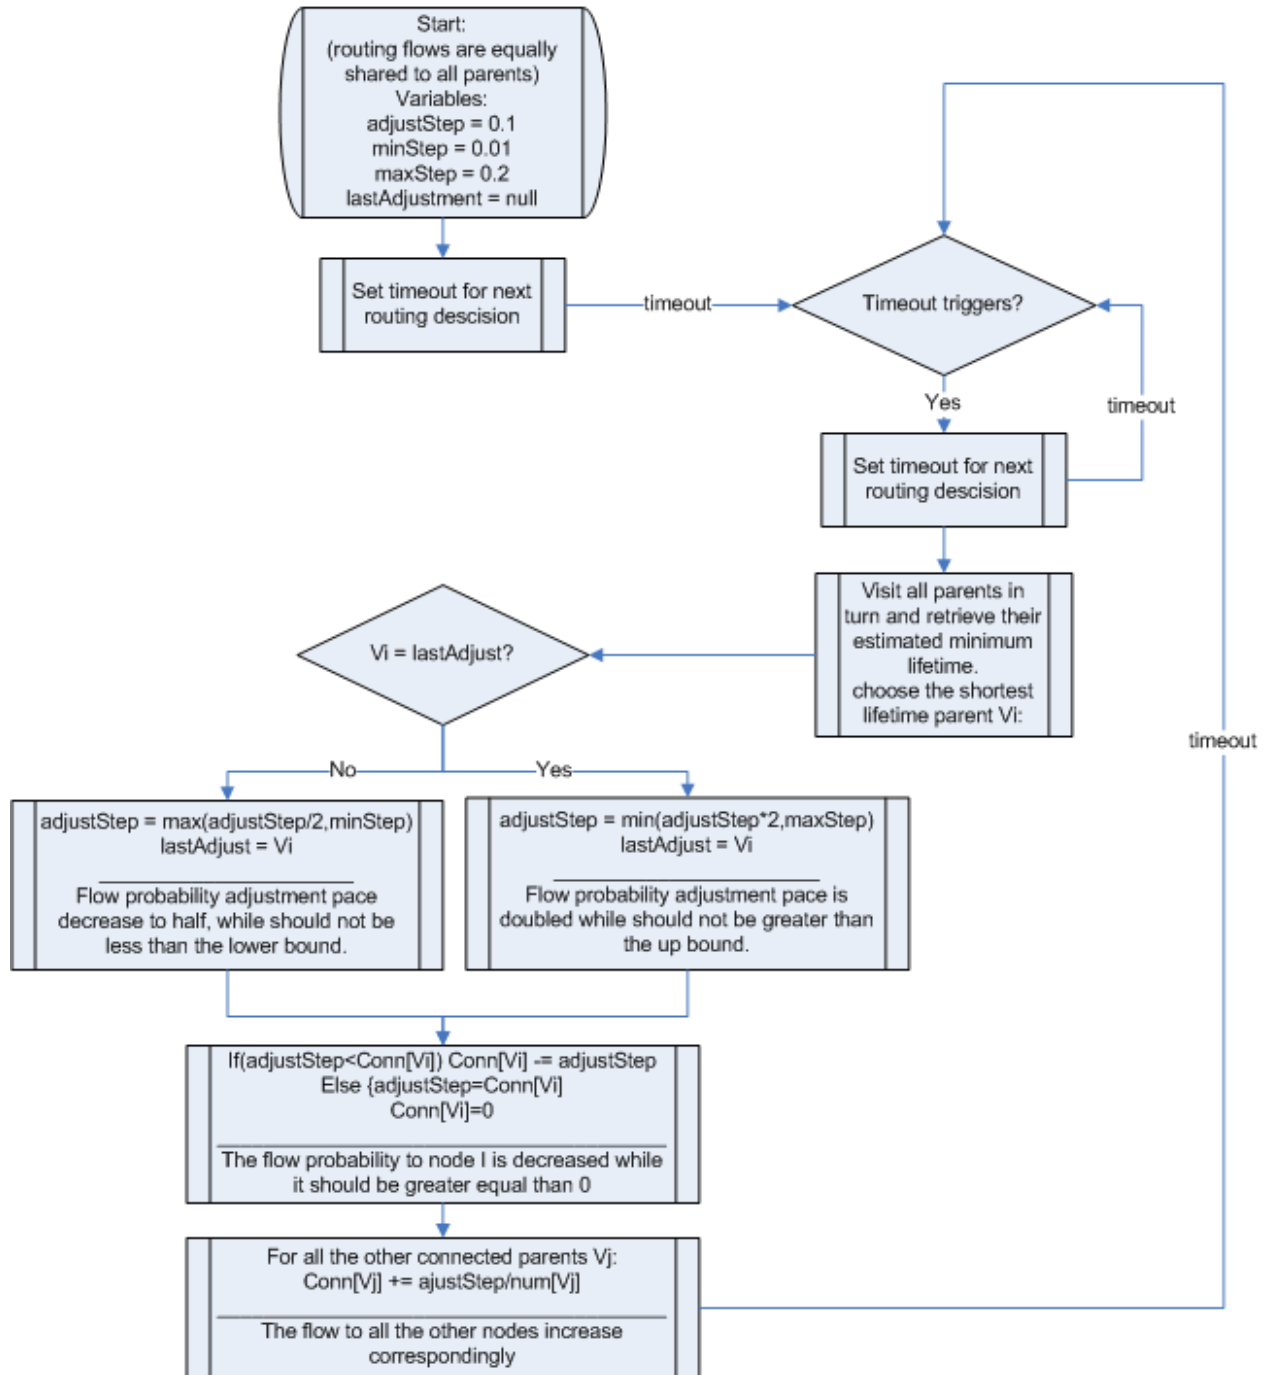 Start:
(routing flows are equally
shared to all parents)
Variables:
adjustStep = 0.1
minStep = 0.01
maxStep = 0.2
lastAdjustment = null
Set timeout for next
routing descision
timeout
Timeout triggers?
Yes
timeout
Set timeout for next
routing descision
Visit all parents in
turn and retrieve their
estimated minimum
lifetime.
choose the shortest
lifetime parent Vi:
Vi = lastAdjust?
timeout
No
Yes
adjustStep = max(adjustStep/2,minStep)
lastAdjust = Vi
Flow probability adjustment pace
decrease to half, while should not be
less than the lower bound.
adjustStep = min(adjustStep*2,maxStep)
lastAdjust = Vi
Flow probability adjustment pace is
doubled while should not be greater than
the up bound.
If(adjustStep<Conn[Vi]) Conn[Vi] -= adjustStep
Else {adjustStep=Conn[Vi]
Conn[Vi]=0
The flow probability to node I is decreased while
it should be greater equal than 0
For all the other connected parents Vj:
Conn[Vj] += ajustStep/num[Vj]
The flow to all the other nodes increase
correspondingly